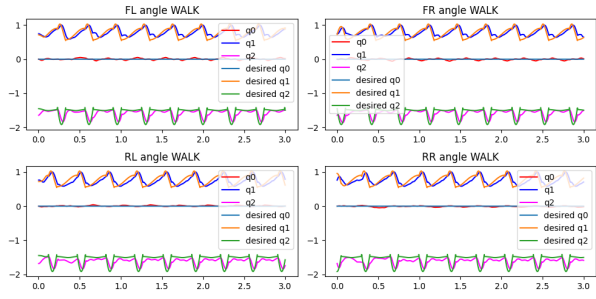 FL angle WALK
1
0
−1
−2
0.0 0.5 1.0 1.5 2.0 2.5 3.0
q0
q1
q2
desired q0
desired q1
desired q2
FR angle WALK
1
0
−1
−2
0.0 0.5 1.0 1.5 2.0 2.5 3.0
q0
q1
q2
desired q0
desired q1
desired q2
RL angle WALK
1
0
−1
−2
0.0 0.5 1.0 1.5 2.0 2.5 3.0
q0
q1
q2
desired q0
desired q1
desired q2
RR angle WALK
1
0
−1
−2
0.0 0.5 1.0 1.5 2.0 2.5 3.0
q0
q1
q2
desired q0
desired q1
desired q2